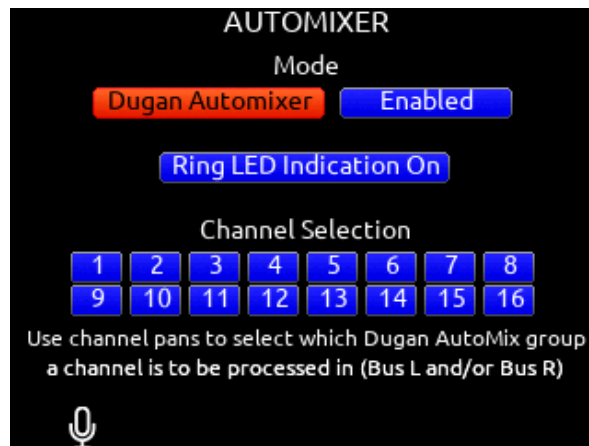 AUTOMIXER
Mode
Dugan Automixer Enabled
Ring LED Indication On
Channel Selection
1 2 3 4 5 6 7 8
9 10 11 12 13 14 15 16
Use channel pans to select which Dugan AutoMix group
a channel is to be processed in (Bus L and/or Bus R)